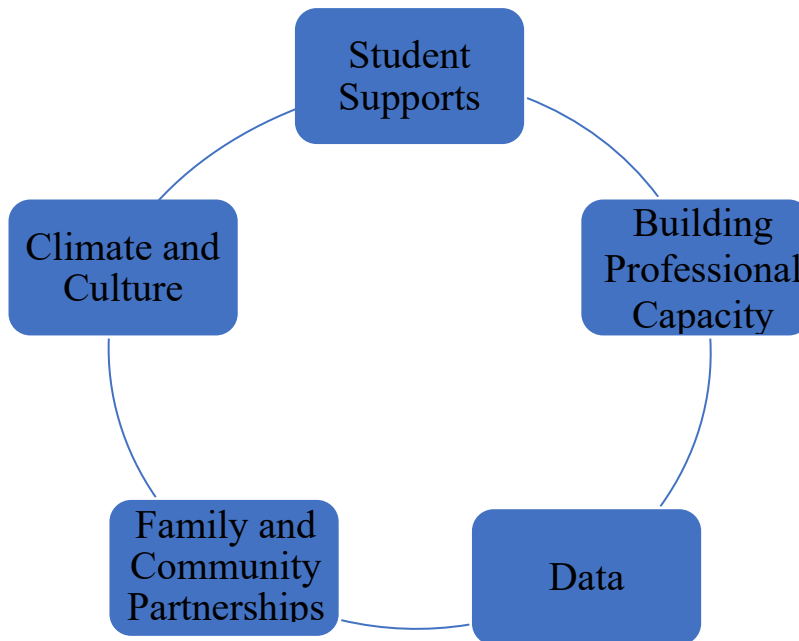 Student
Supports
Building
Professional
Capacity
Data
Family and
Community
Partnerships
Climate and
Culture